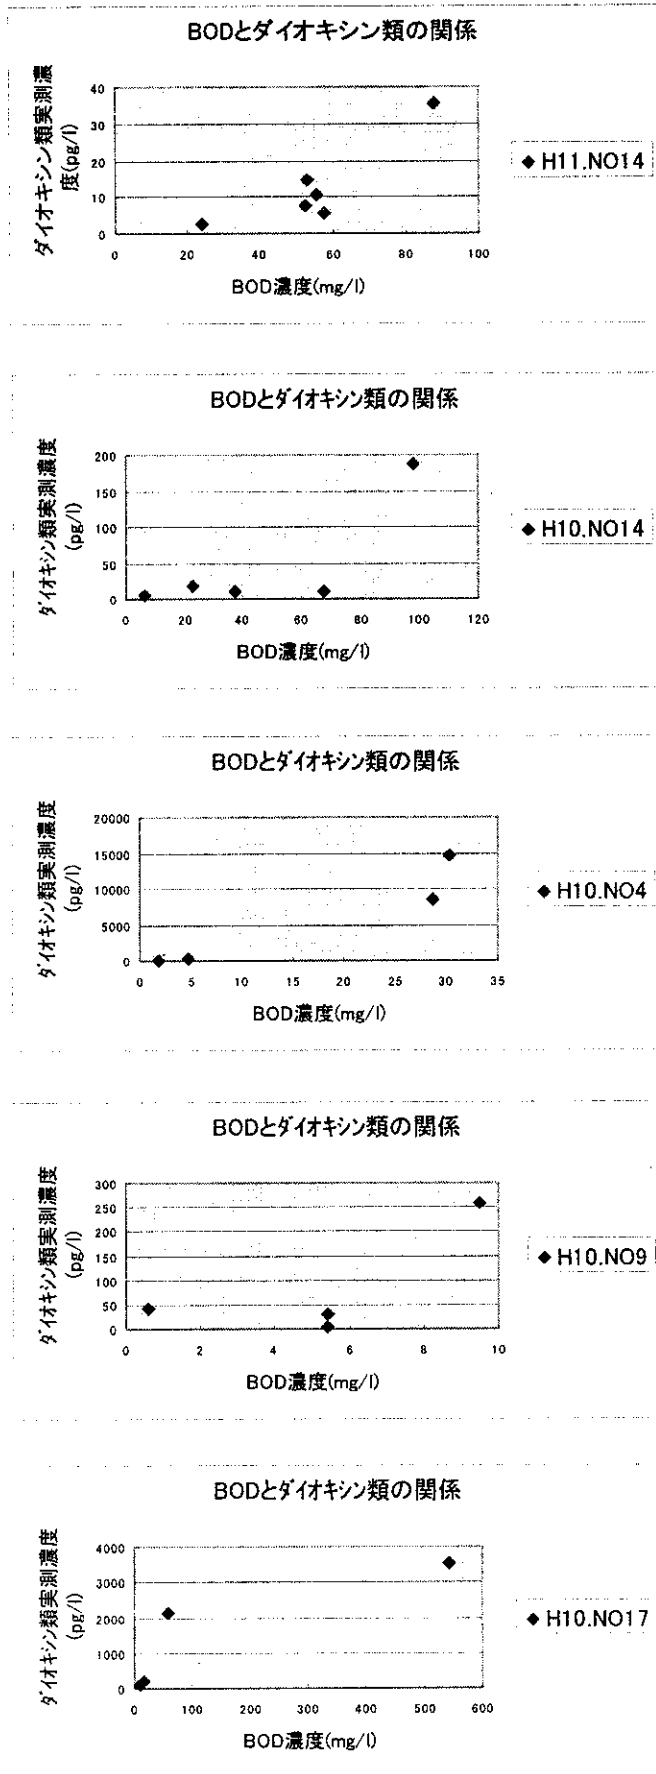 BODとダイオキシン類の関係
ダイオキシン類実測濃
度(pg/l)
40
30
20
10
0
0 20 40 60 80 100
BOD濃度(mg/l)
H11.NO14
BODとダイオキシン類の関係
ダイオキシン類実測濃度
(pg/l)
200
150
100
50
0
0 20 40 60 80 100 120
BOD濃度(mg/l)
H10.NO14
BODとダイオキシン類の関係
ダイオキシン類実測濃度
(pg/l)
20000
15000
10000
5000
0
0 5 10 15 20 25 30 35
BOD濃度(mg/l)
H10.NO4
BODとダイオキシン類の関係
ダイオキシン類実測濃度
(pg/l)
300
250
200
150
100
50
0
0 2 4 6 8 10
BOD濃度(mg/l)
H10.NO9
BODとダイオキシン類の関係
ダイオキシン類実測濃度
(pg/l)
4000
3000
2000
1000
0
0 100 200 300 400 500 600
BOD濃度(mg/l)
H10.NO17